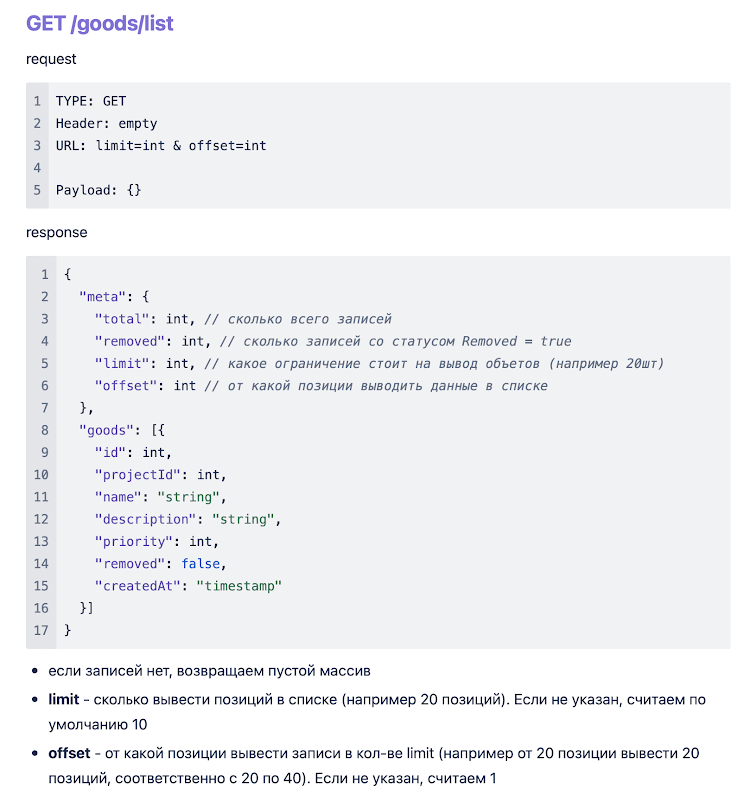 GET /goods/list
request
1 TYPE: GET
2 Header: empty
3 URL: limit=int & offset=int
4
5 Payload: {}
response
1 {
2 "meta": {
3 "total": int, // сколько всего записей
4 "removed": int, // сколько записей со статусом Removed = true
5 "limit": int, // какое ограничение стоит на вывод объетов (например 20шт)
6 "offset": int // от какой позиции выводить данные в списке
7 },
8 "goods": [{
9 "id": int,
10 "projectId": int,
11 "name": "string",
12 "description": "string",
13 "priority": int,
14 "removed": false,
15 "createdAt": "timestamp"
16 }]
17 }
• если записей нет, возвращаем пустой массив
• limit - сколько вывести позиций в списке (например 20 позиций). Если не указан, считаем по
умолчанию 10
• offset - от какой позиции вывести записи в кол-ве limit (например от 20 позиции вывести 20
позиций, соответственно с 20 по 40). Если не указан, считаем 1